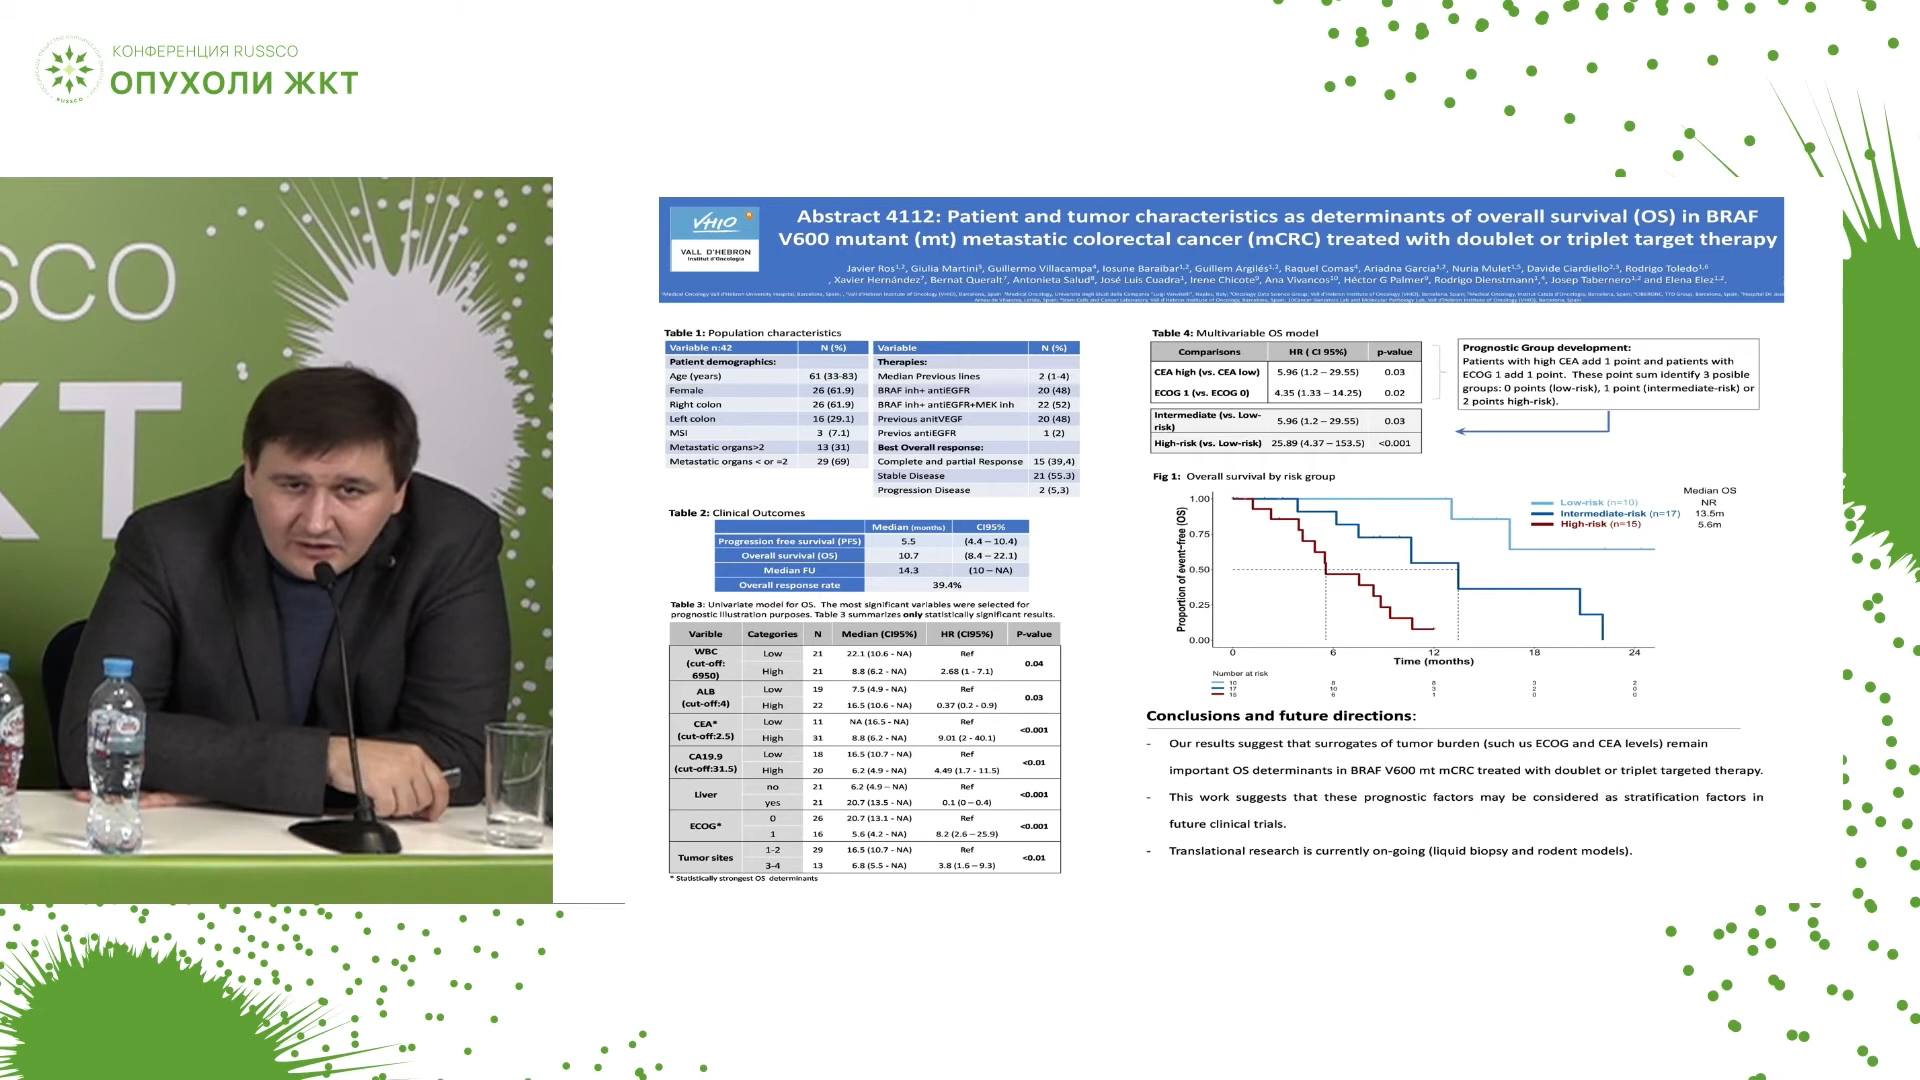 КОНФЕРЕНЦИЯ RUSSCO
ОПУХОЛИ ЖКТ
RUSSCO
SCO
КТ
VHIO
VALL D'HEBRON
Institut d'Oncologia
Abstract 4112: Patient and tumor characteristics as determinants of overall survival (OS) in BRAF
V600 mutant (mt) metastatic colorectal cancer (mCRC) treated with doublet or triplet target therapy
Javier Ros¹,², Giulia Martini³, Guillermo Villacampa⁴, Iosune Baraibar¹,², Guillem Argilés¹,², Raquel Comas⁴, Ariadna Garcia¹,², Nuria Mulet¹,⁵, Davide Ciardiello²,³, Rodrigo Toledo¹,⁶
, Xavier Hernández⁷, Bernat Queralt⁷, Antonieta Salud⁸, José Luis Cuadra¹, Irene Chicote⁹, Ana Vivancos¹⁰, Héctor G Palmer⁹, Rodrigo Dienstmann¹,⁴, Josep Tabernero¹,² and Elena Elez¹,².
Table 1: Population characteristics
Variable n:42 N (%)
Patient demographics:
Age (years) 61 (33-83)
Female 26 (61.9)
Right colon 26 (61.9)
Left colon 16 (29.1)
MSI 3 (7.1)
Metastatic organs>2 13 (31)
Metastatic organs < or =2 29 (69)
Variable N (%)
Therapies:
Median Previous lines 2 (1-4)
BRAF inh+ antiEGFR 20 (48)
BRAF inh+ antiEGFR+MEK inh 22 (52)
Previous anitVEGF 20 (48)
Previos antiEGFR 1 (2)
Best Overall response:
Complete and partial Response 15 (39,4)
Stable Disease 21 (55.3)
Progression Disease 2 (5,3)
Table 2: Clinical Outcomes
Median (months) CI95%
Progression free survival (PFS) 5.5 (4.4 – 10.4)
Overall survival (OS) 10.7 (8.4 – 22.1)
Median FU 14.3 (10 – NA)
Overall response rate 39.4%
Table 3: Univariate model for OS. The most significant variables were selected for
prognostic illustration purposes. Table 3 summarizes only statistically significant results.
Varible Categories N Median (CI95%) HR (CI95%) P-value
WBC (cut-off: 6950) Low 21 22.1 (10.6 - NA) Ref 0.04
High 21 8.8 (6.2 - NA) 2.68 (1 - 7.1)
ALB (cut-off:4) Low 19 7.5 (4.9 - NA) Ref 0.03
High 22 16.5 (10.6 - NA) 0.37 (0.2 - 0.9)
CEA* (cut-off:2.5) Low 11 NA (16.5 - NA) Ref <0.001
High 31 8.8 (6.2 - NA) 9.01 (2 - 40.1)
CA19.9 (cut-off:31.5) Low 18 16.5 (10.7 - NA) Ref <0.01
High 20 6.2 (4.9 - NA) 4.49 (1.7 - 11.5)
Liver no 21 6.2 (4.9 – NA) Ref <0.001
yes 21 20.7 (13.5 - NA) 0.1 (0 – 0.4)
ECOG* 0 26 20.7 (13.1 - NA) Ref <0.001
1 16 5.6 (4.2 - NA) 8.2 (2.6 – 25.9)
Tumor sites 1-2 29 16.5 (10.7 - NA) Ref <0.01
3-4 13 6.8 (5.5 - NA) 3.8 (1.6 – 9.3)
* Statistically strongest OS determinants
Table 4: Multivariable OS model
Comparisons HR ( CI 95%) p-value
CEA high (vs. CEA low) 5.96 (1.2 – 29.55) 0.03
ECOG 1 (vs. ECOG 0) 4.35 (1.33 – 14.25) 0.02
Intermediate (vs. Low-risk) 5.96 (1.2 – 29.55) 0.03
High-risk (vs. Low-risk) 25.89 (4.37 – 153.5) <0.001
Prognostic Group development:
Patients with high CEA add 1 point and patients with
ECOG 1 add 1 point. These point sum identify 3 posible
groups: 0 points (low-risk), 1 point (intermediate-risk) or
2 points high-risk).
Fig 1: Overall survival by risk group
Median OS
Low-risk (n=10) NR
Intermediate-risk (n=17) 13.5m
High-risk (n=15) 5.6m
Proportion of event-free (OS)
1.00
0.75
0.50
0.25
0.00
0 6 12 18 24
Time (months)
Number at risk
10 8 8 3 2
17 10 3 2 0
15 6 1 0 0
Conclusions and future directions:
- Our results suggest that surrogates of tumor burden (such us ECOG and CEA levels) remain
important OS determinants in BRAF V600 mt mCRC treated with doublet or triplet targeted therapy.
- This work suggests that these prognostic factors may be considered as stratification factors in
future clinical trials.
- Translational research is currently on-going (liquid biopsy and rodent models).